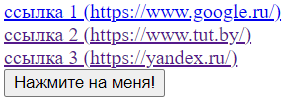 ссылка 1 (https://www.google.ru/)
ссылка 2 (https://www.tut.by/)
ссылка 3 (https://yandex.ru/)
Нажмите на меня!